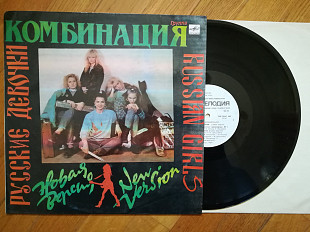 Группа
КОМБИНАЦИЯ
РУССКИЕ ДЕВОЧКИ
RUSSIAN GIRLS
Новая
версия
New
Version
МЕЛОДИЯ